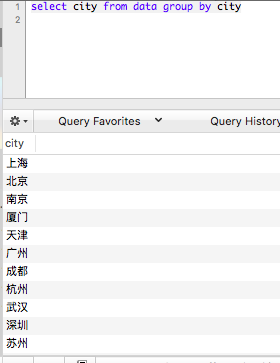 1 select city from data group by city
2
Query Favorites Query History
city
上海
北京
南京
厦门
天津
广州
成都
杭州
武汉
深圳
苏州